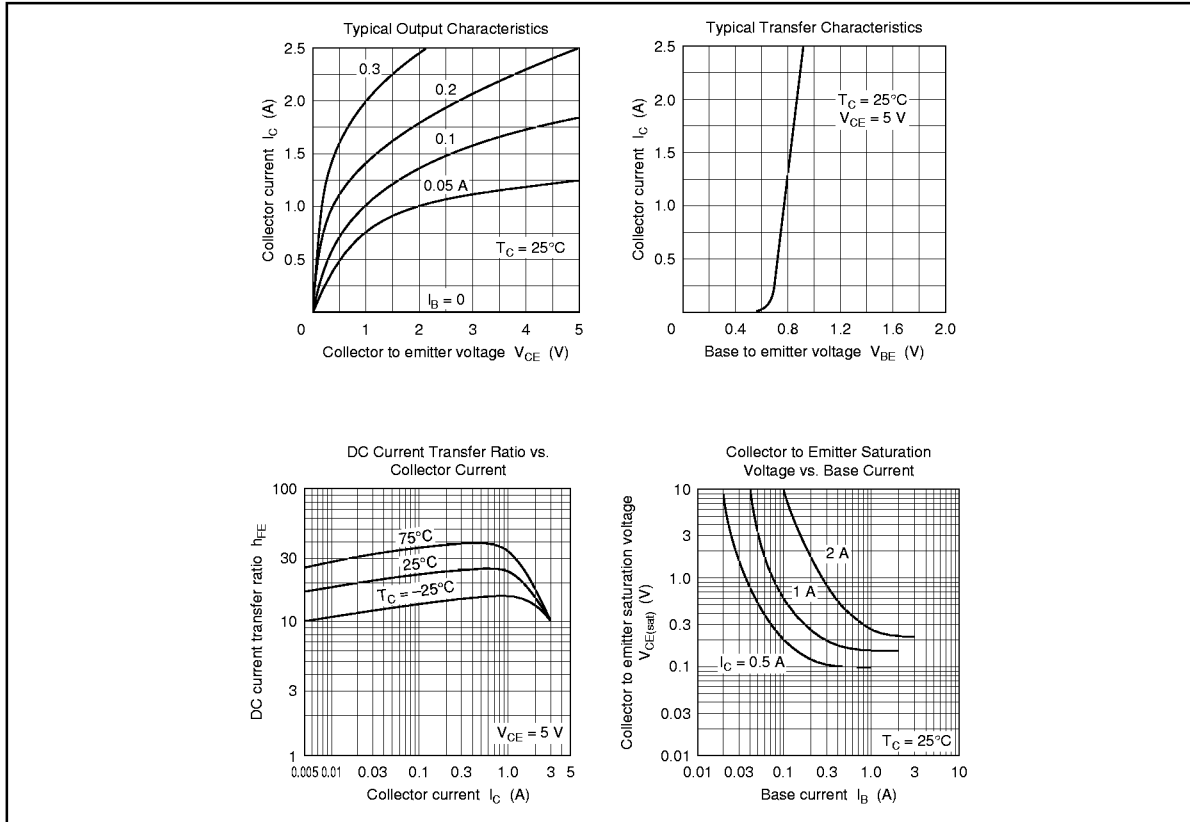 Typical Output Characteristics
2.5
2.0
1.5
1.0
0.5
0
1
2
3
4
5
0.3
0.2
0.1
0.05 A
T_C = 25°C
I_B = 0
Collector current I_C (A)
Collector to emitter voltage V_CE (V)
Typical Transfer Characteristics
2.5
2.0
1.5
1.0
0.5
0
0.4
0.8
1.2
1.6
2.0
T_C = 25°C
V_CE = 5 V
Collector current I_C (A)
Base to emitter voltage V_BE (V)
DC Current Transfer Ratio vs.
Collector Current
100
30
10
3
1
0.005
0.01
0.03
0.1
0.3
1.0
3
5
75°C
25°C
T_C = –25°C
V_CE = 5 V
DC current transfer ratio h_FE
Collector current I_C (A)
Collector to Emitter Saturation
Voltage vs. Base Current
10
3
1.0
0.3
0.1
0.03
0.01
0.01
0.03
0.1
0.3
1.0
3
10
2 A
1 A
I_C = 0.5 A
T_C = 25°C
Collector to emitter saturation voltage
V_CE(sat) (V)
Base current I_B (A)